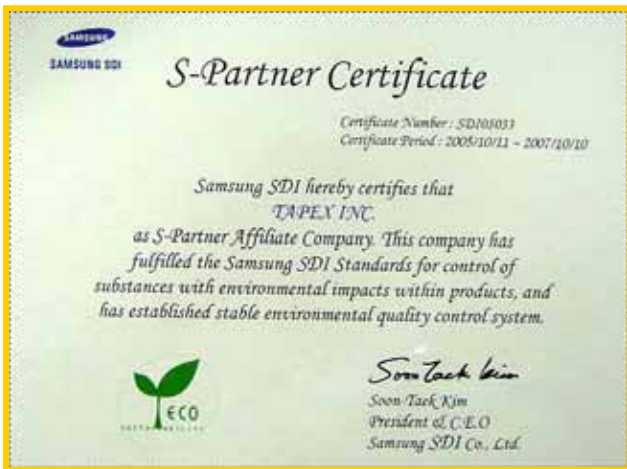 SAMSUNG
SAMSUNG SDI
S-Partner Certificate
Certificate Number : SDI05033
Certificate Period : 2005/10/11 ~ 2007/10/10
Samsung SDI hereby certifies that
TAPEX INC.
as S-Partner Affiliate Company. This company has
fulfilled the Samsung SDI Standards for control of
substances with environmental impacts within products, and
has established stable environmental quality control system.
ECO
Soon Taek Kim
Soon-Taek Kim
President & C.E.O
Samsung SDI Co., Ltd.